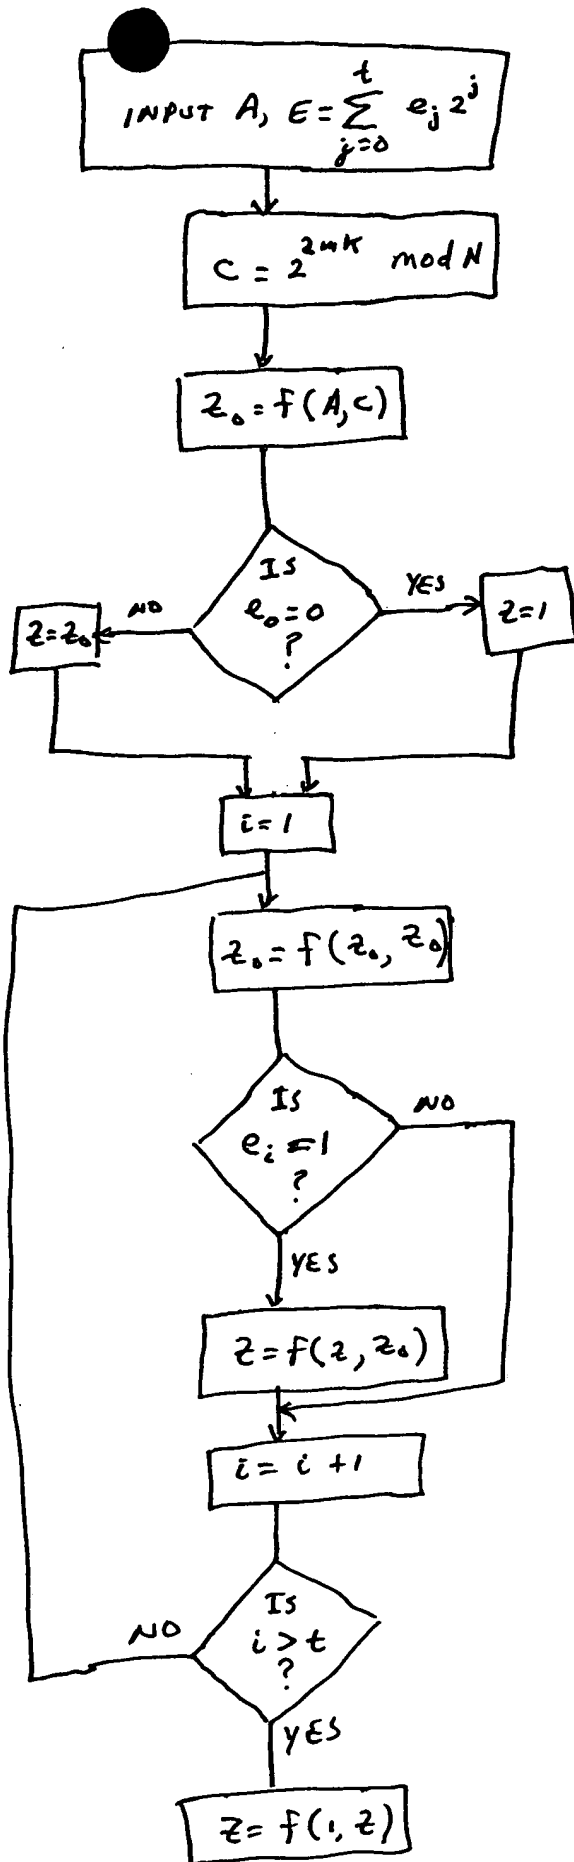 INPUT A, E = ∑_{j=0}^{t} e_j 2^j
C = 2^{2mK} mod N
Z₀ = f(A, C)
Is
e₀ = 0
?
NO
YES
Z = Z₀
Z = 1
i = 1
Z₀ = f(Z₀, Z₀)
Is
e_i = 1
?
NO
YES
Z = f(Z, Z₀)
i = i + 1
Is
i > t
?
NO
YES
Z = f(1, Z)